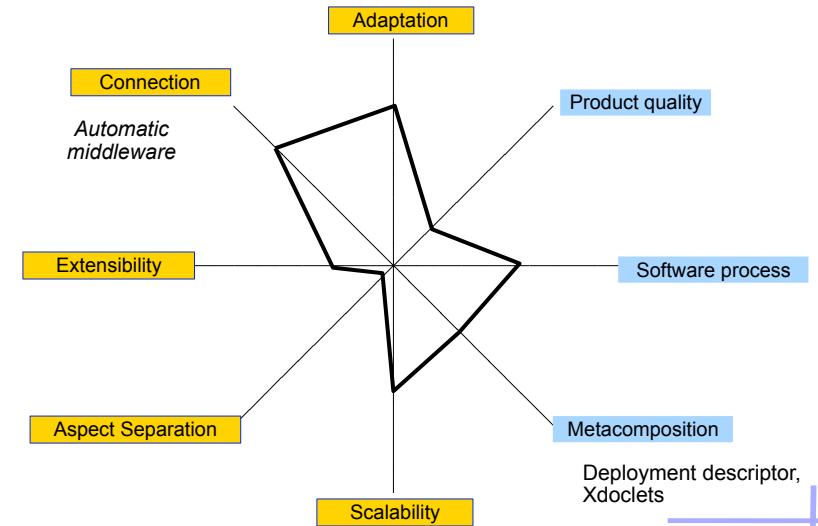 Adaptation
Connection
Product quality
Automatic
middleware
Extensibility
Software process
Aspect Separation
Metacomposition
Deployment descriptor,
Xdoclets
Scalability